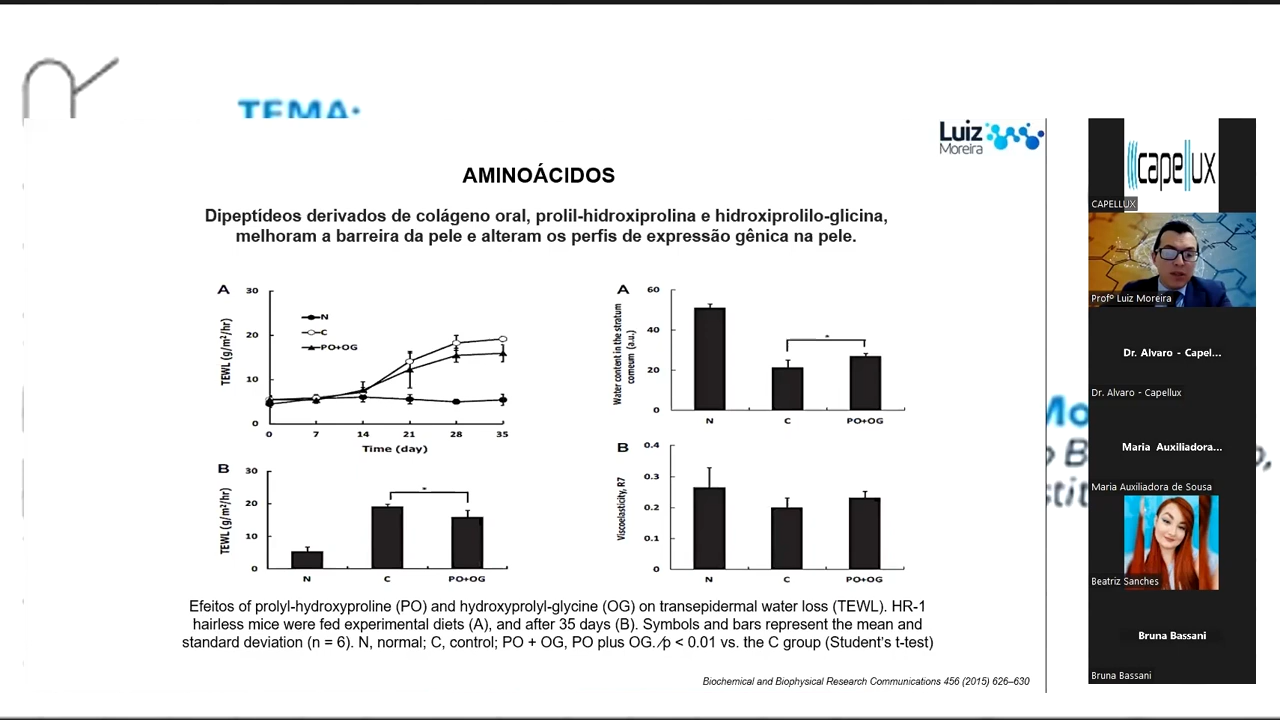 TEMA:
Luiz
Moreira
AMINOÁCIDOS
Dipeptídeos derivados de colágeno oral, prolil-hidroxiprolina e hidroxiprolilo-glicina,
melhoram a barreira da pele e alteram os perfis de expressão gênica na pele.
A
30
20
10
0
TEWL (g/m²/hr)
N
C
PO+OG
0 7 14 21 28 35
Time (day)
B
30
20
10
0
TEWL (g/m²/hr)
*
N C PO+OG
A
60
40
20
0
Water content in the stratum
corneum (a.u.)
*
N C PO+OG
B
0.4
0.3
0.2
0.1
0
Viscoelasticity, R7
N C PO+OG
Efeitos of prolyl-hydroxyproline (PO) and hydroxyprolyl-glycine (OG) on transepidermal water loss (TEWL). HR-1
hairless mice were fed experimental diets (A), and after 35 days (B). Symbols and bars represent the mean and
standard deviation (n = 6). N, normal; C, control; PO + OG, PO plus OG.⁄p < 0.01 vs. the C group (Student's t-test)
Biochemical and Biophysical Research Communications 456 (2015) 626–630
capellux
CAPELLUX
Profº Luiz Moreira
Dr. Alvaro - Capel...
Dr. Alvaro - Capellux
Maria Auxiliadora...
Maria Auxiliadora de Sousa
Beatriz Sanches
Bruna Bassani
Bruna Bassani